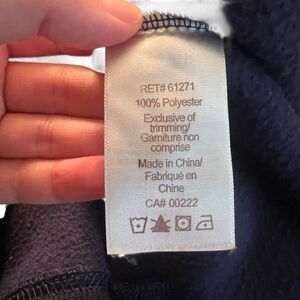 RET# 61271
100% Polyester
Exclusive of
trimming/
Garniture non
comprise
Made in China/
Fabriqué en
Chine
CA# 00222